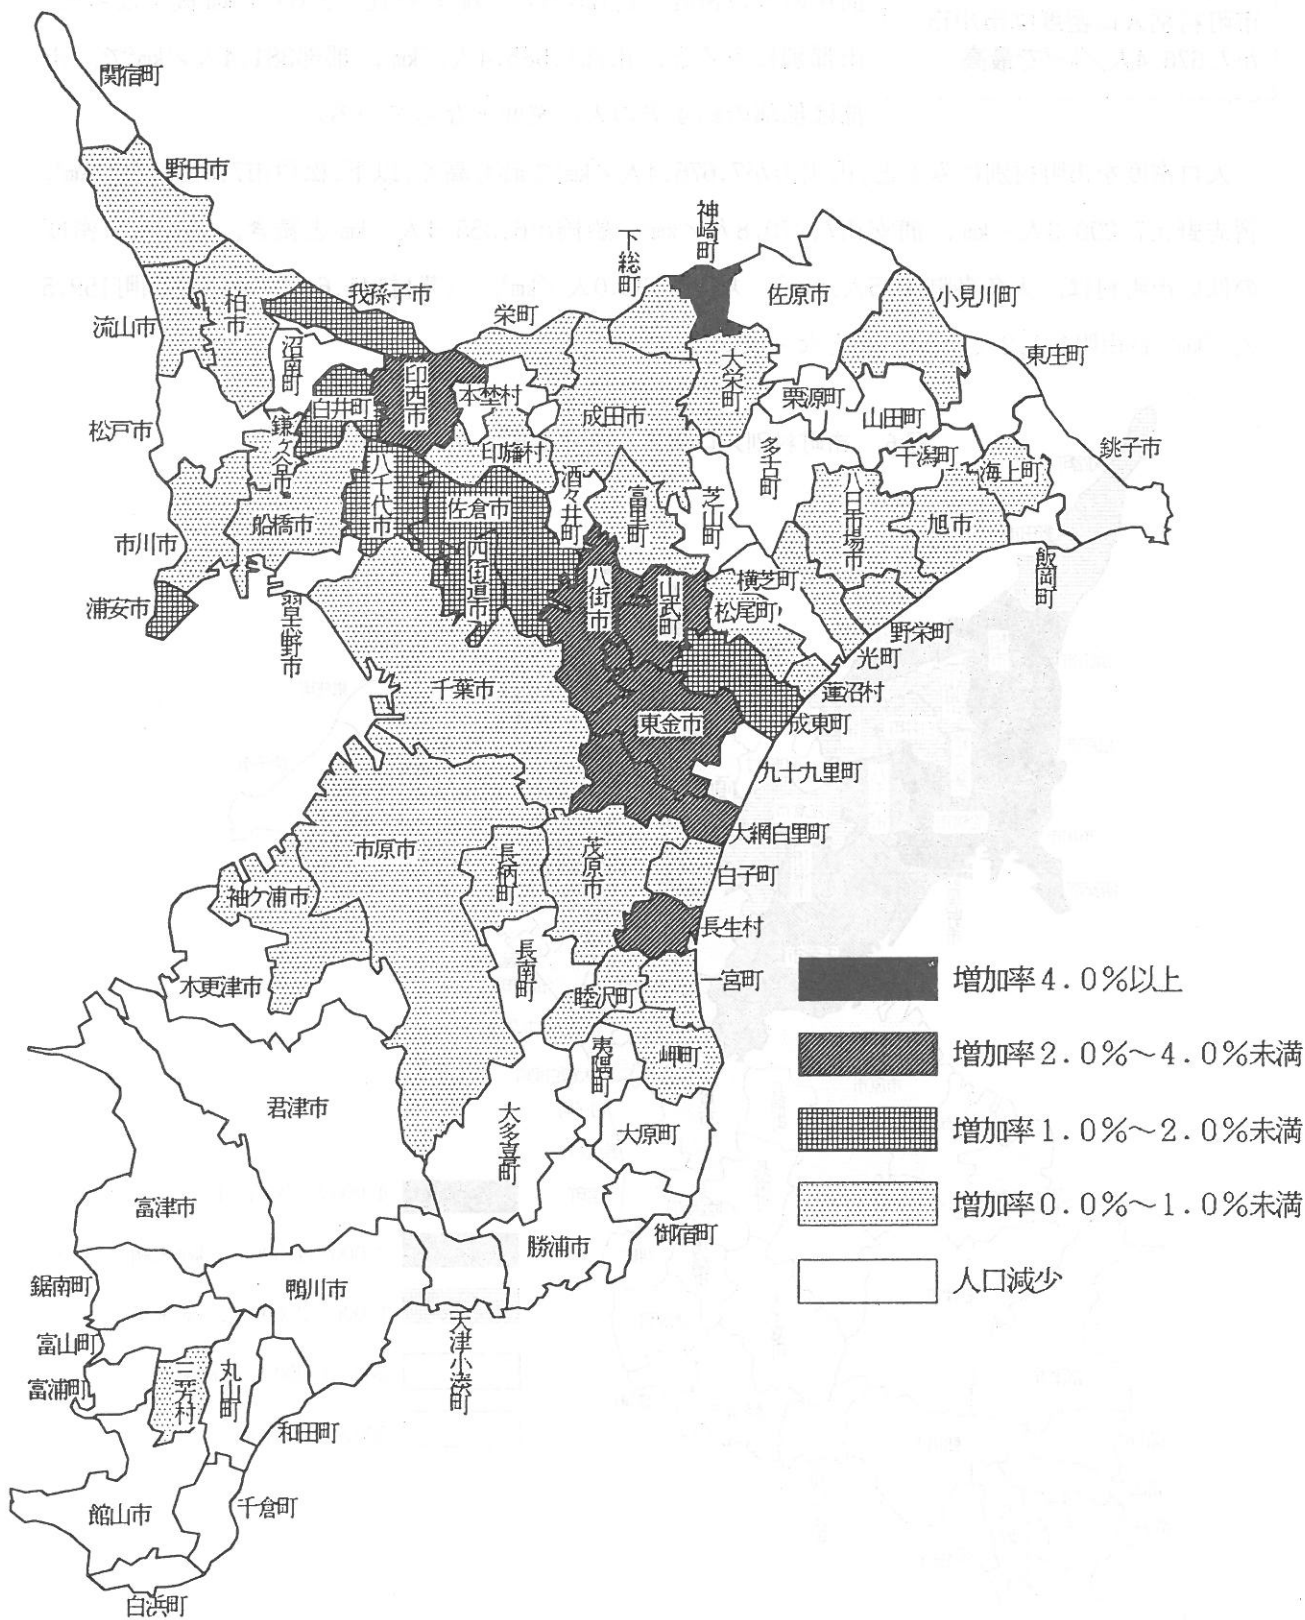 関宿町
野田市
神崎町
下総町
佐原市
小見川町
我孫子市
栄町
柏市
流山市
沼南町
東庄町
大栄町
印西市
本埜村
栗源町
山田町
白井町
成田市
松戸市
鎌ヶ谷市
印旛村
多古町
干潟町
海上町
銚子市
八千代市
酒々井町
富里町
芝山町
八日市場市
佐倉市
船橋市
旭市
市川市
四街道市
八街市
山武町
横芝町
松尾町
飯岡町
浦安市
習志野市
野栄町
光町
千葉市
蓮沼村
東金市
成東町
九十九里町
大網白里町
市原市
長柄町
茂原市
白子町
袖ケ浦市
長生村
長南町
木更津市
睦沢町
一宮町
夷隅町
岬町
君津市
大多喜町
大原町
富津市
勝浦市
御宿町
鋸南町
鴨川市
富山町
天津小湊町
富浦町
三芳村
丸山町
和田町
館山市
千倉町
白浜町
増加率4.0％以上
増加率2.0％～4.0％未満
増加率1.0％～2.0％未満
増加率0.0％～1.0％未満
人口減少